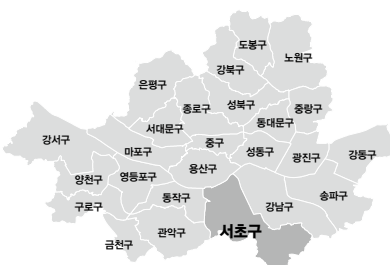 도봉구
노원구
강북구
은평구
성북구
중랑구
종로구
동대문구
서대문구
강서구
중구
마포구
성동구
강동구
광진구
용산구
양천구
영등포구
동작구
송파구
구로구
강남구
서초구
관악구
금천구